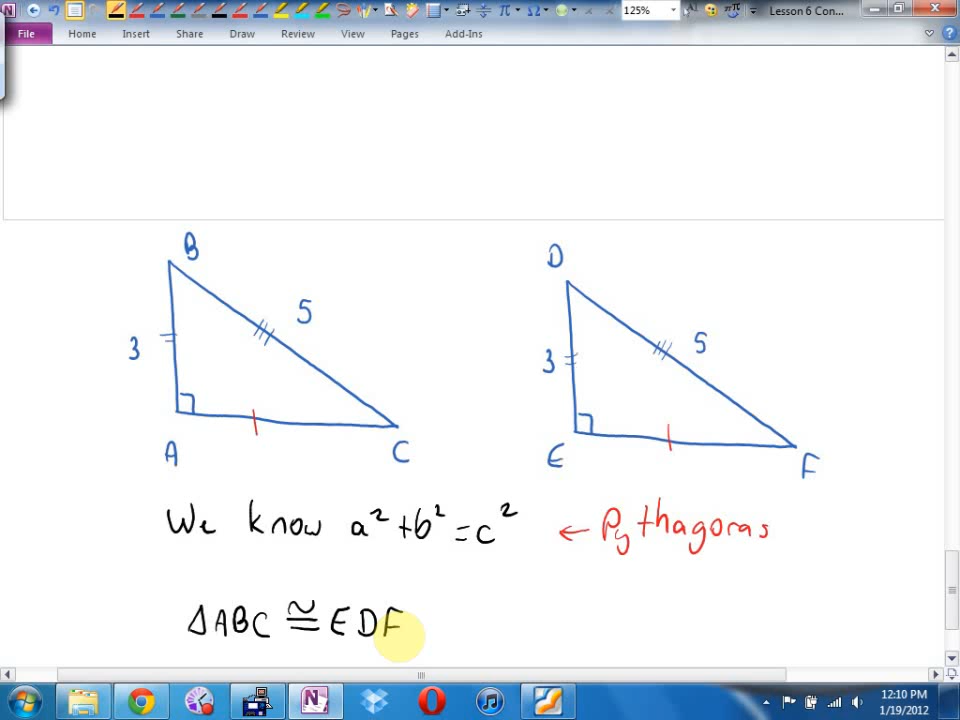 125% Lesson 6 Con...
File Home Insert Share Draw Review View Pages Add-Ins
B
D
5
5
3
3
A
C
E
F
We know a²+b²=c² ← Pythagoras
△ABC ≅ EDF
12:10 PM
1/19/2012